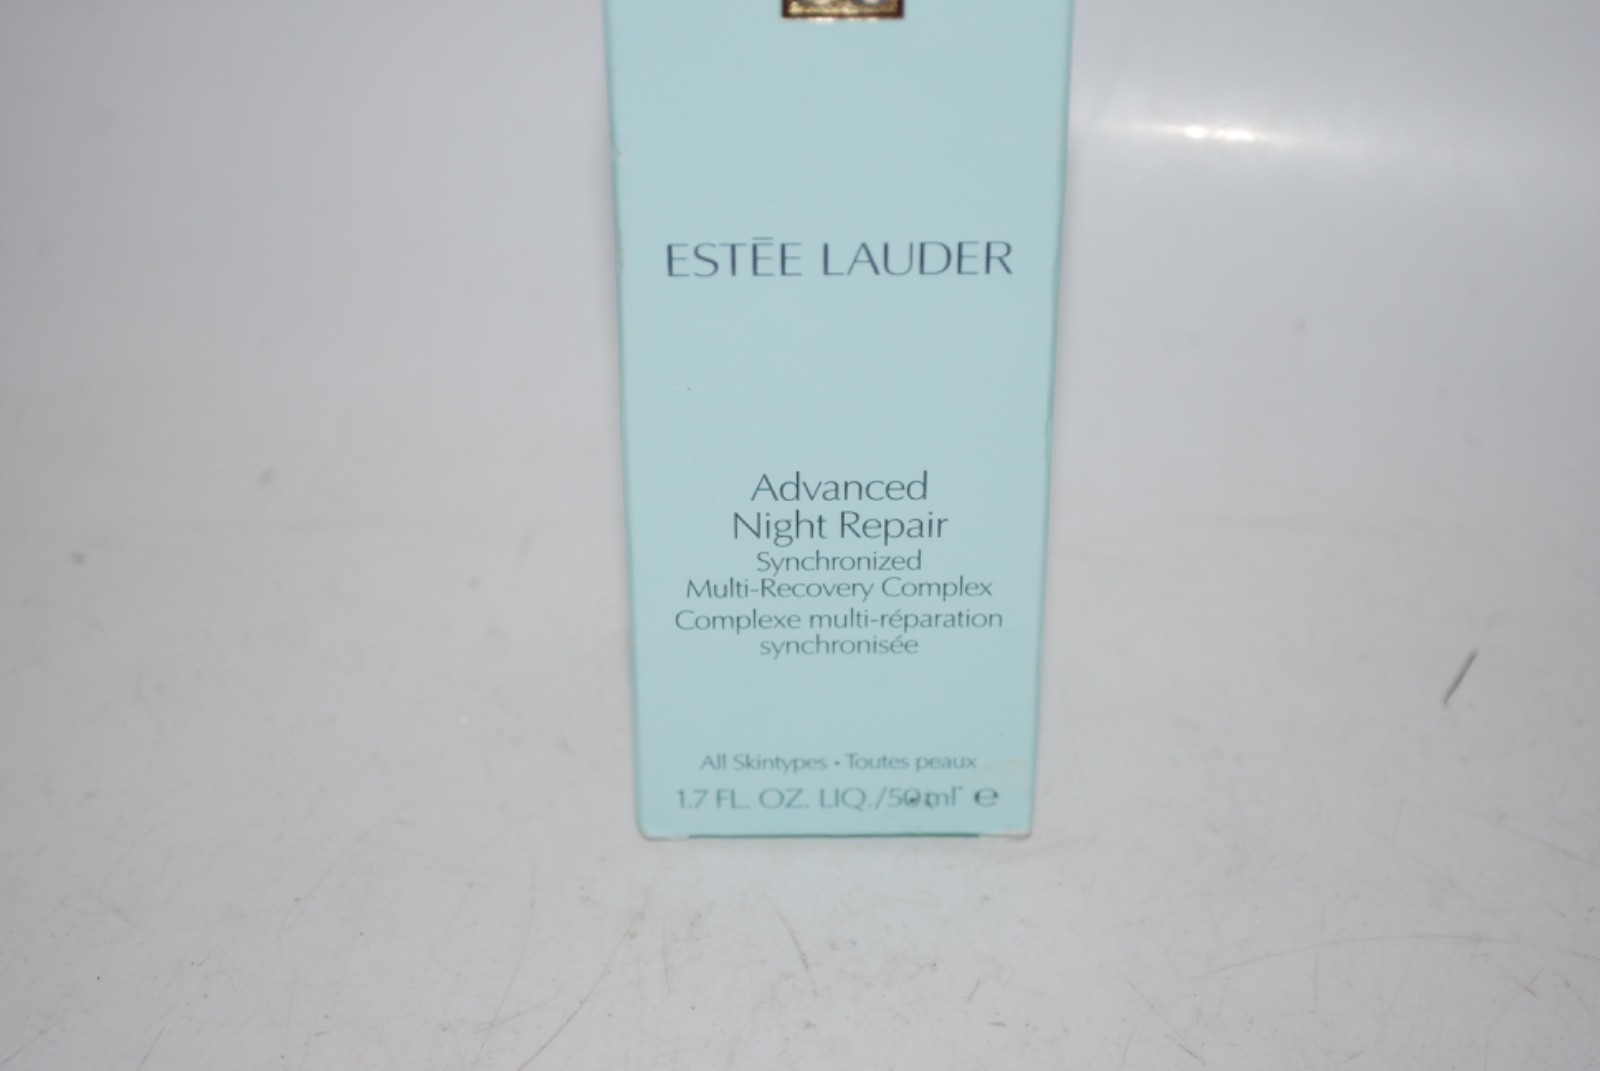 ESTĒE LAUDER
Advanced
Night Repair
Synchronized
Multi-Recovery Complex
Complexe multi-réparation
synchronisée
All Skintypes • Toutes peaux
1.7 FL. OZ. LIQ./50 ml ℮